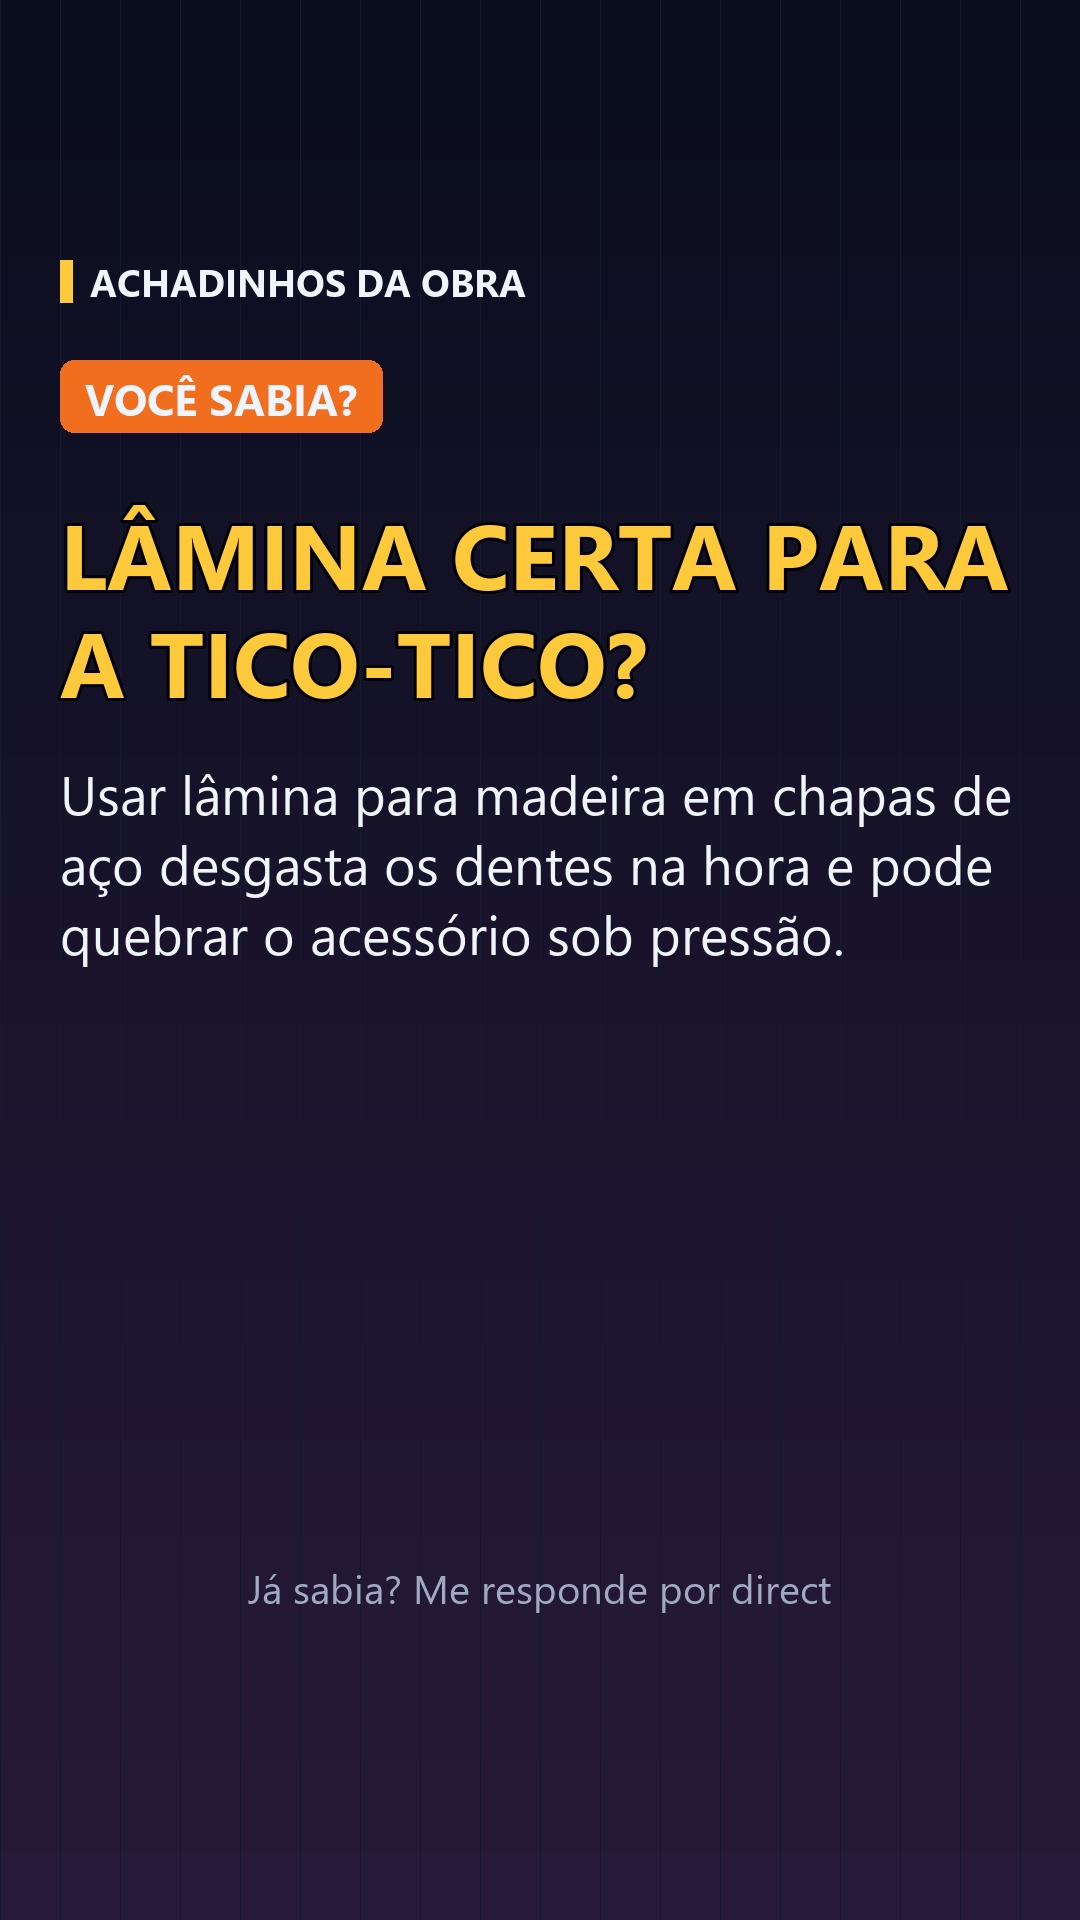 ACHADINHOS DA OBRA
VOCÊ SABIA?
LÂMINA CERTA PARA
A TICO-TICO?
Usar lâmina para madeira em chapas de
aço desgasta os dentes na hora e pode
quebrar o acessório sob pressão.
Já sabia? Me responde por direct